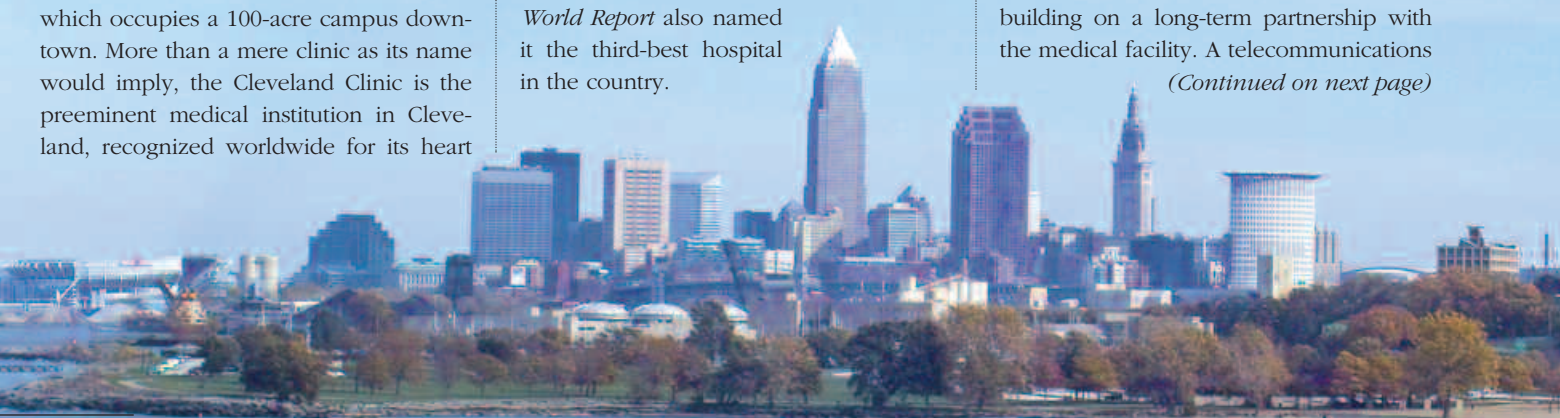 which occupies a 100-acre campus down-
town. More than a mere clinic as its name
would imply, the Cleveland Clinic is the
preeminent medical institution in Cleve-
land, recognized worldwide for its heart
World Report also named
it the third-best hospital
in the country.
building on a long-term partnership with
the medical facility. A telecommunications
(Continued on next page)